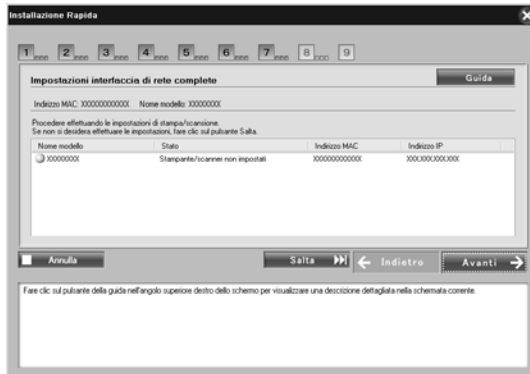 Installazione Rapida
1 2 3 4 5 6 7 8 9
Impostazioni interfaccia di rete complete
Guida
Indirizzo MAC: XXXXXXXXXXXX Nome modello: XXXXXXXX
Procedere effettuando le impostazioni di stampa/scansione.
Se non si desidera effettuare le impostazioni, fare clic sul pulsante Salta.
Nome modello Stato Indirizzo MAC Indirizzo IP
XXXXXXXX Stampante/scanner non impostati XXXXXXXXXXXX XXX.XXX.XXX.XXX
Annulla Salta Indietro Avanti
Fare clic sul pulsante della guida nell'angolo superiore destro dello schermo per visualizzare una descrizione dettagliata nella schermata corrente.